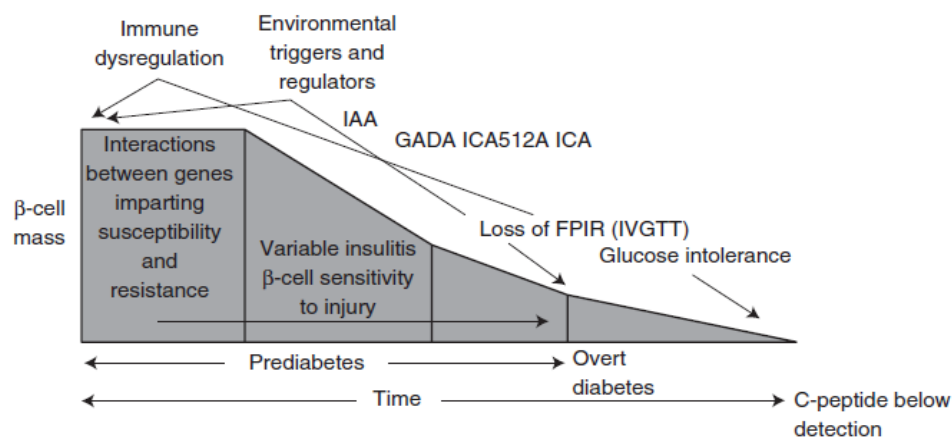 Immune
dysregulation
Environmental
triggers and
regulators
IAA
GADA ICA512A ICA
Interactions
between genes
imparting
susceptibility
and
resistance
β-cell
mass
Variable insulitis
β-cell sensitivity
to injury
Loss of FPIR (IVGTT)
Glucose intolerance
Prediabetes
Overt
diabetes
Time
C-peptide below
detection